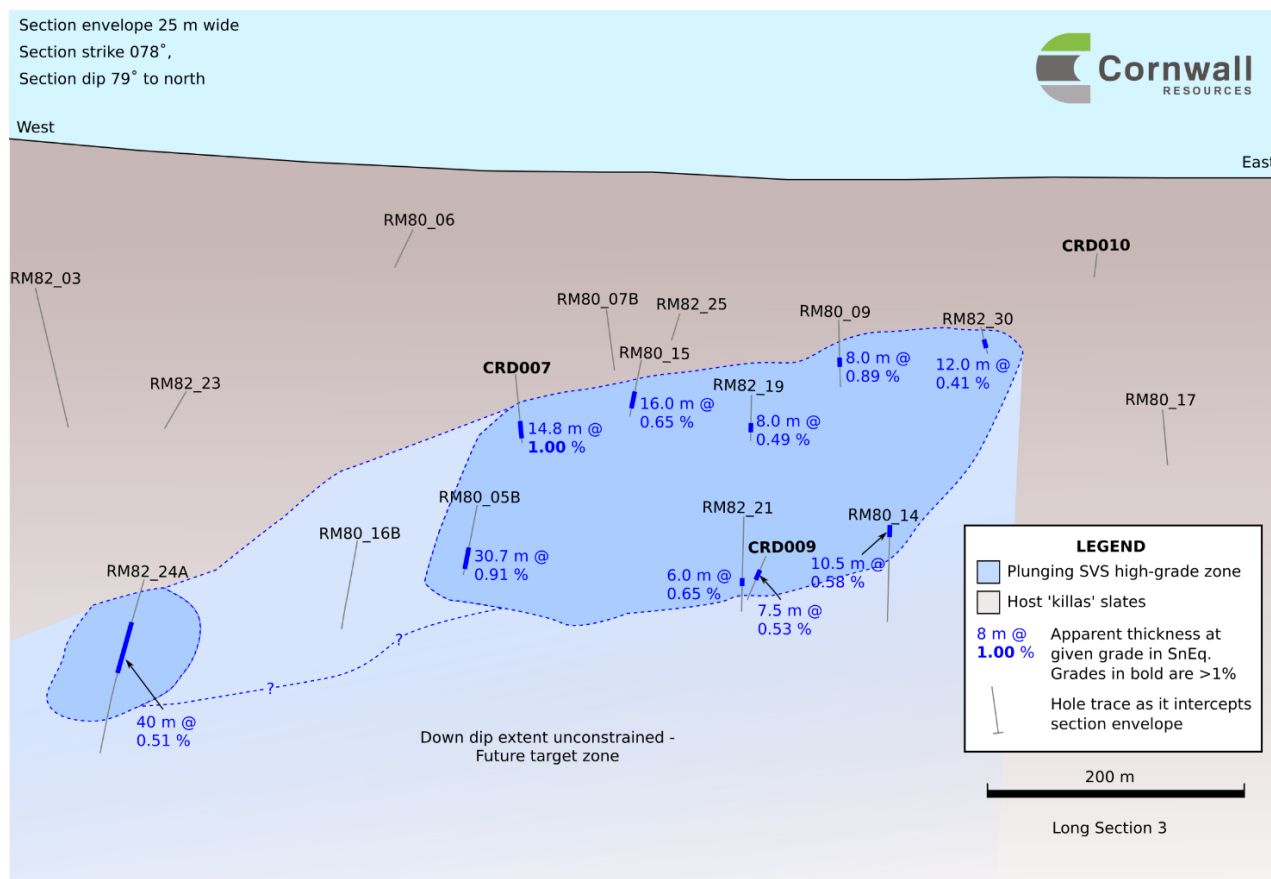 Section envelope 25 m wide
Section strike 078°,
Section dip 79° to north
Cornwall
RESOURCES
West
East
RM80_06
CRD010
RM82_03
RM80_07B
RM82_25
RM80_09
RM82_30
8.0 m @
0.89 %
12.0 m @
0.41 %
RM80_15
CRD007
RM82_23
RM82_19
16.0 m @
0.65 %
8.0 m @
0.49 %
RM80_17
14.8 m @
1.00 %
RM80_05B
RM82_21
RM80_14
RM80_16B
CRD009
30.7 m @
0.91 %
10.5 m @
0.58 %
6.0 m @
0.65 %
7.5 m @
0.53 %
RM82_24A
?
?
40 m @
0.51 %
Down dip extent unconstrained -
Future target zone
LEGEND
Plunging SVS high-grade zone
Host 'killas' slates
8 m @
1.00 %
Apparent thickness at
given grade in SnEq.
Grades in bold are >1%
Hole trace as it intercepts
section envelope
200 m
Long Section 3